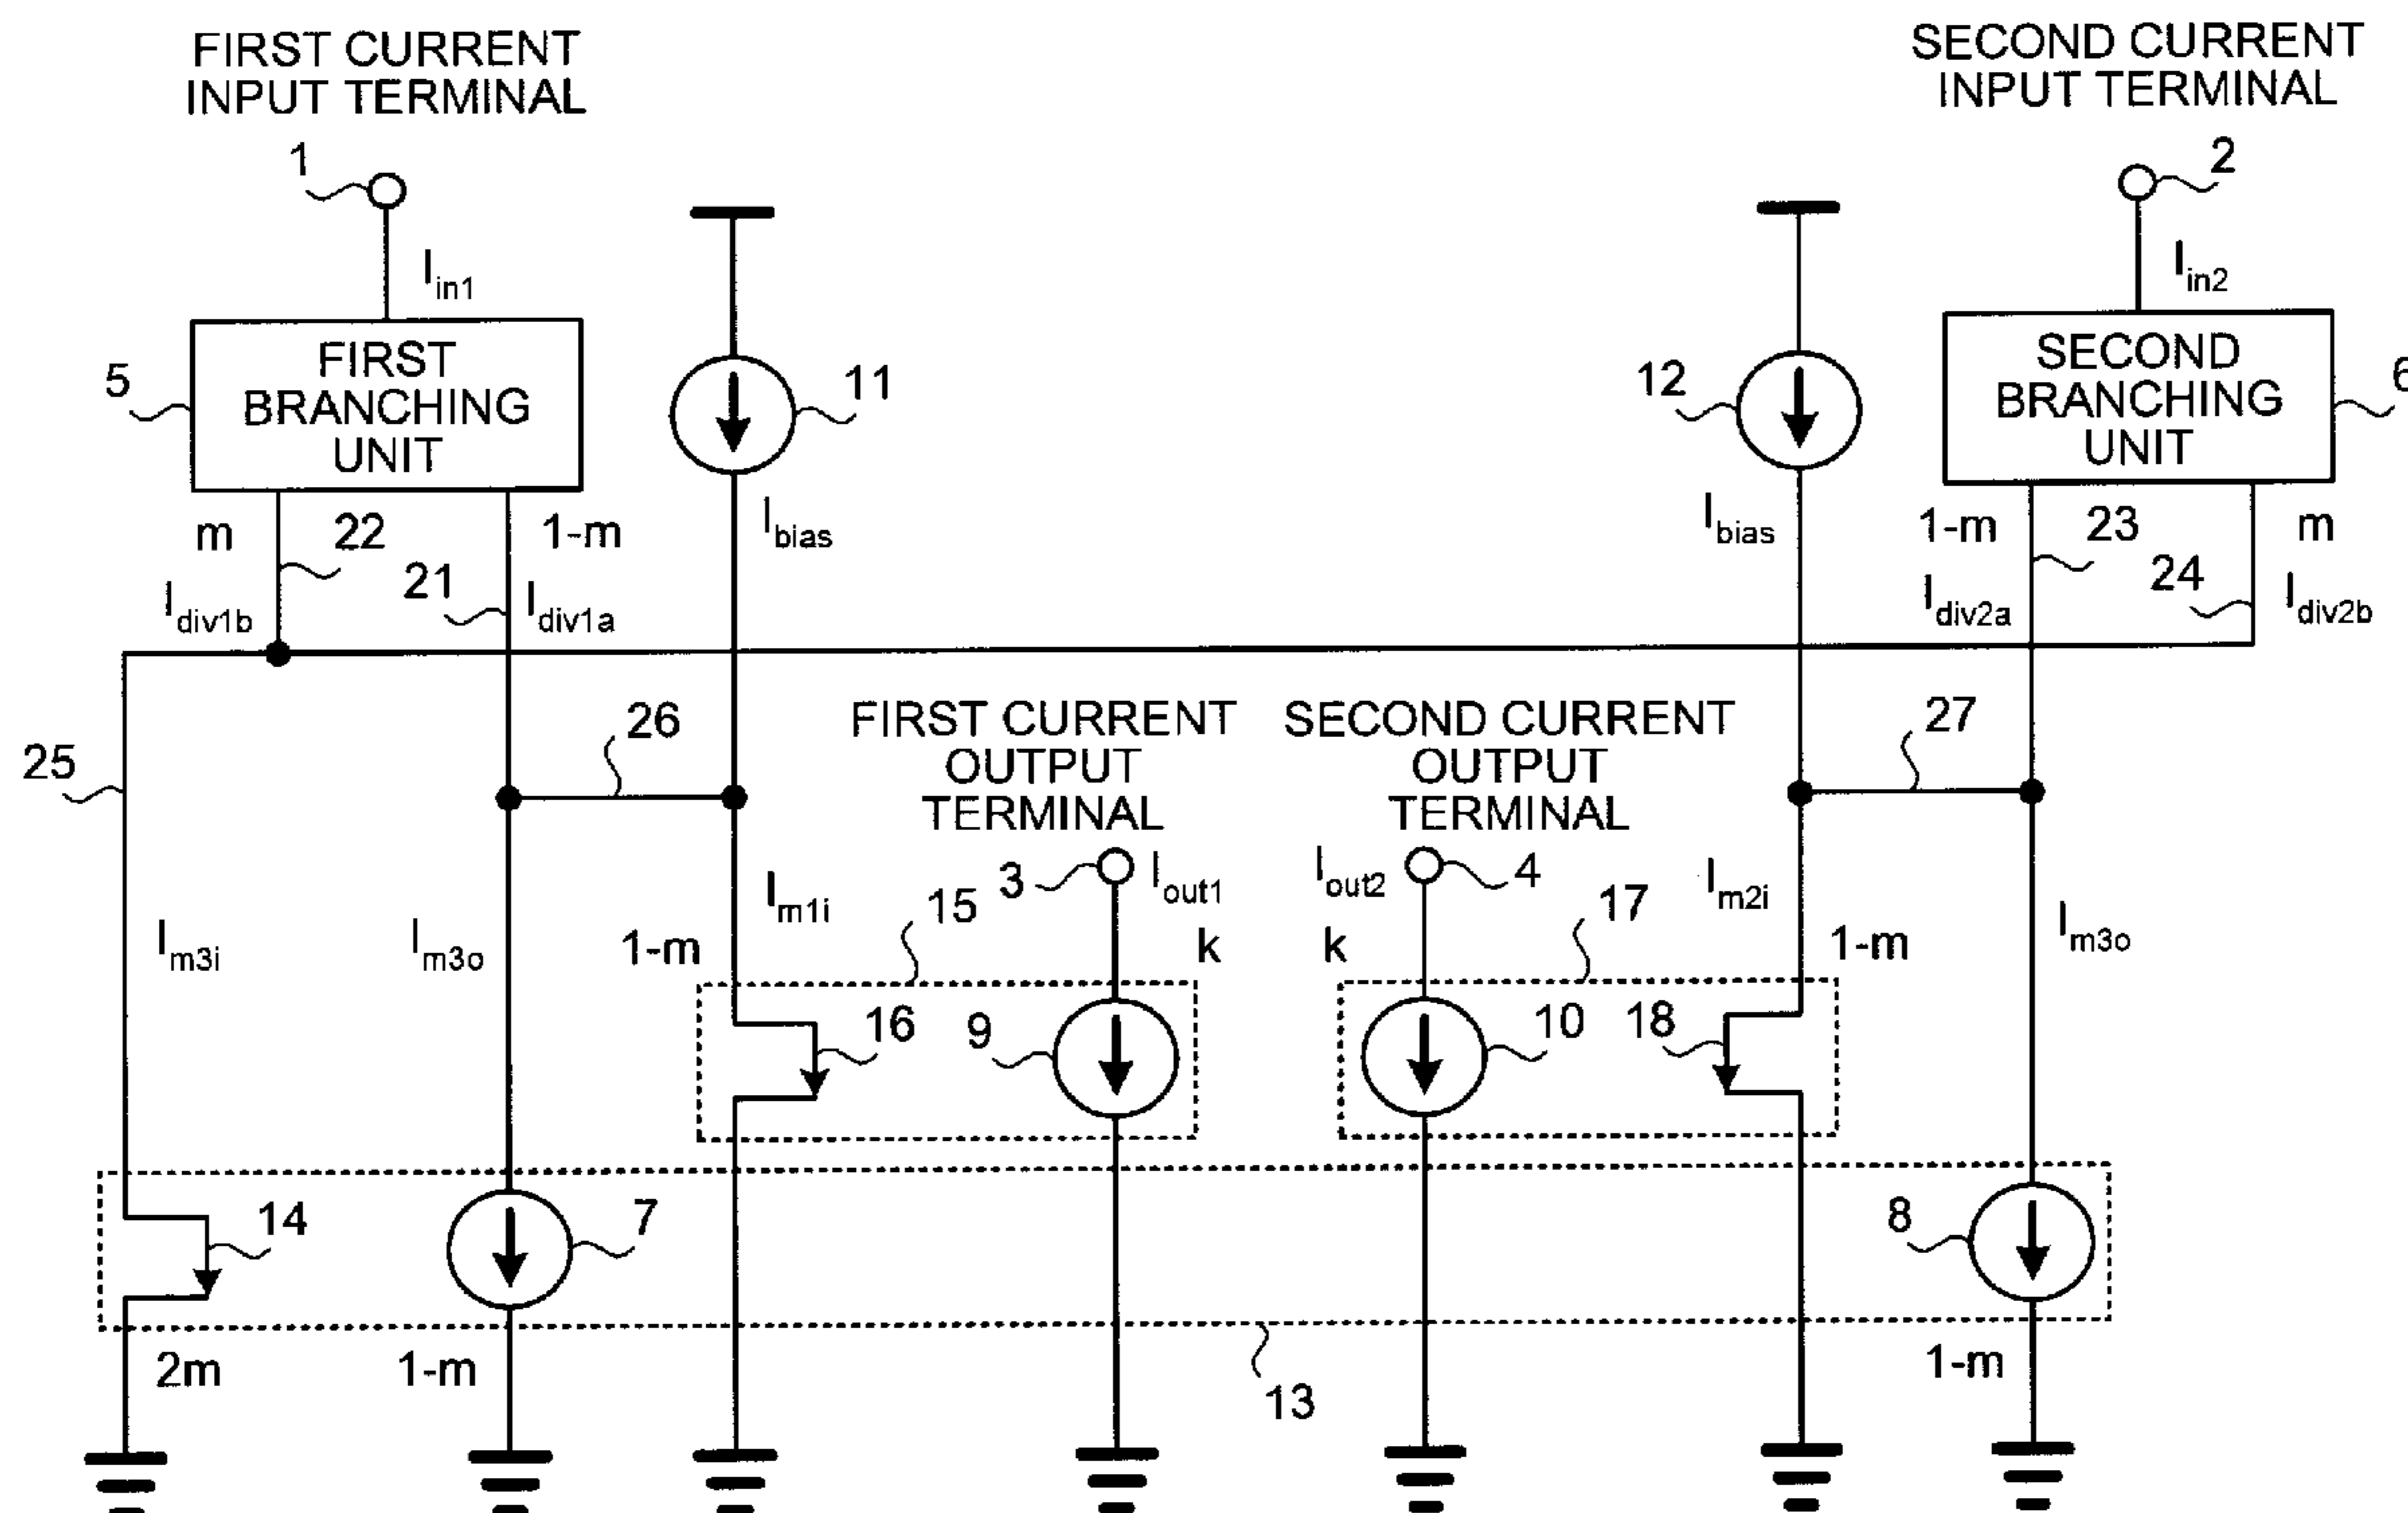 FIRST CURRENT
INPUT TERMINAL
SECOND CURRENT
INPUT TERMINAL
1
2
I_in1
I_in2
FIRST
BRANCHING
UNIT
5
11
12
SECOND
BRANCHING
UNIT
6
m
22
1-m
I_bias
I_bias
1-m
23
m
I_div1b
21
I_div1a
I_div2a
24
I_div2b
25
26
FIRST CURRENT
OUTPUT
TERMINAL
SECOND CURRENT
OUTPUT
TERMINAL
27
I_m3i
I_m3o
1-m
I_m1i
15
3
I_out1
k
I_out2
4
k
17
I_m2i
1-m
I_m3o
16
9
10
18
14
7
8
2m
1-m
13
1-m